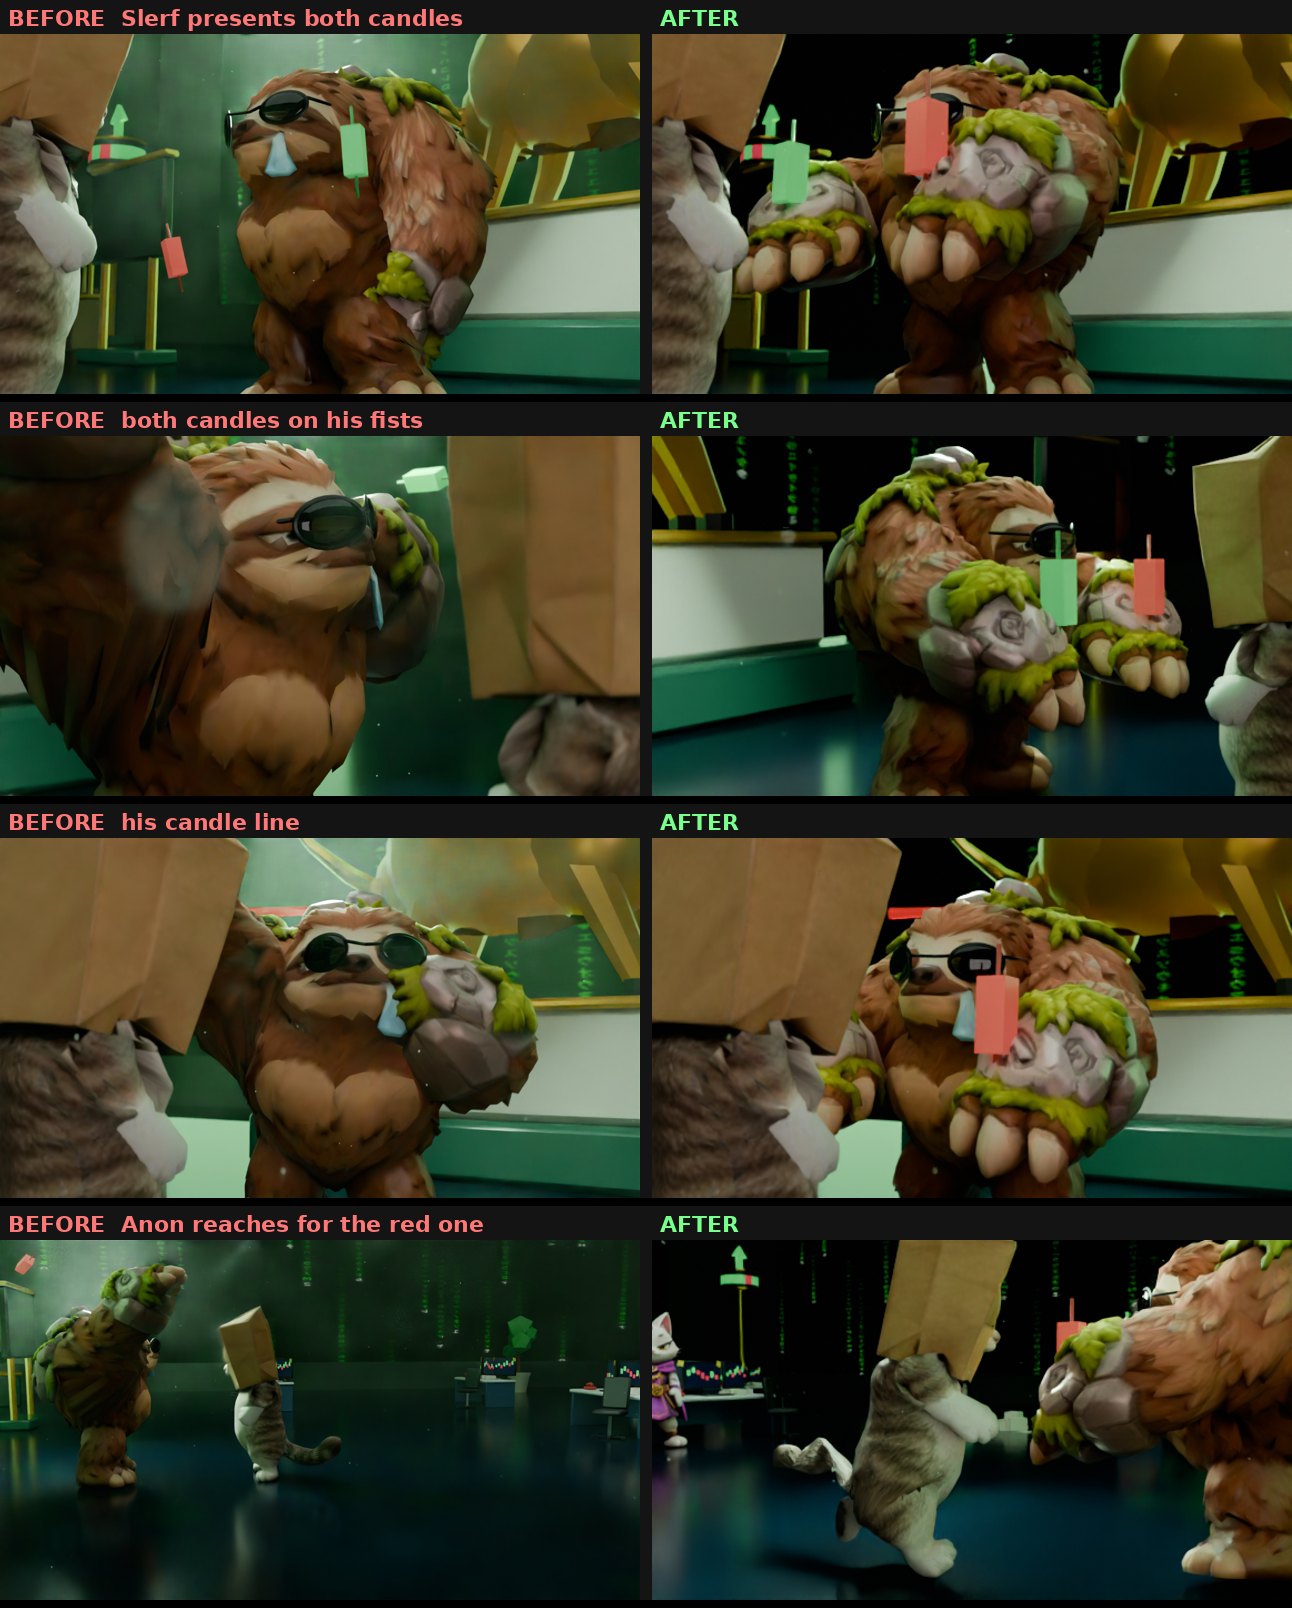 BEFORE Slerf presents both candles
AFTER
BEFORE both candles on his fists
AFTER
BEFORE his candle line
AFTER
BEFORE Anon reaches for the red one
AFTER